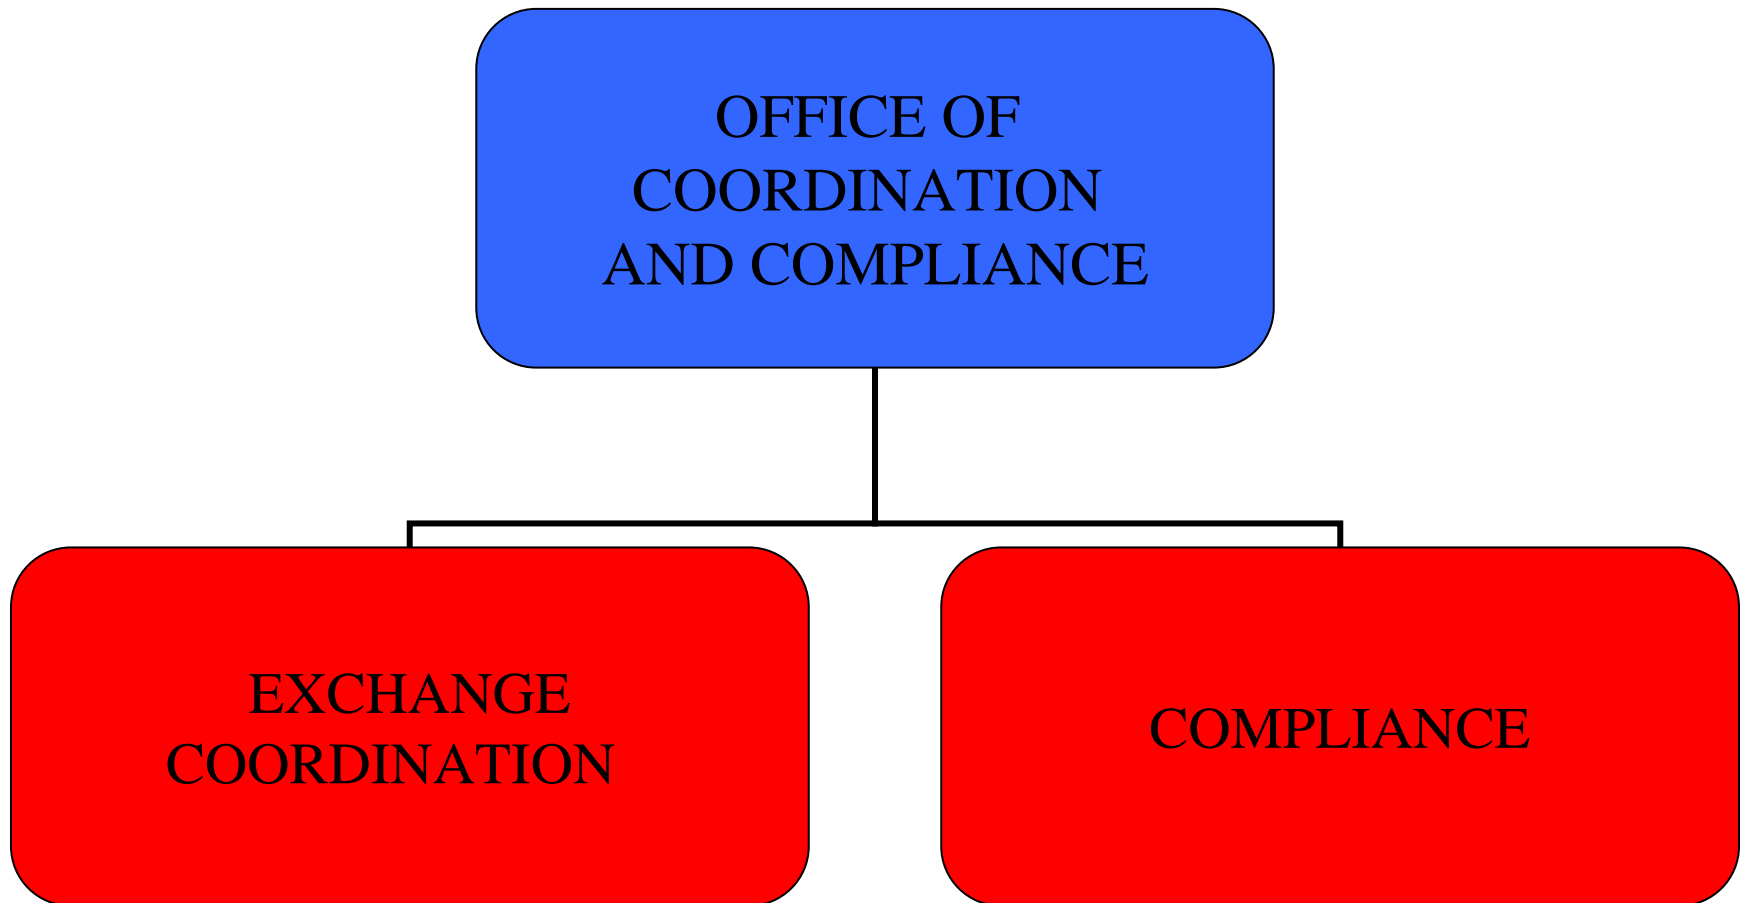 OFFICE OF
COORDINATION
AND COMPLIANCE
EXCHANGE
COORDINATION
COMPLIANCE